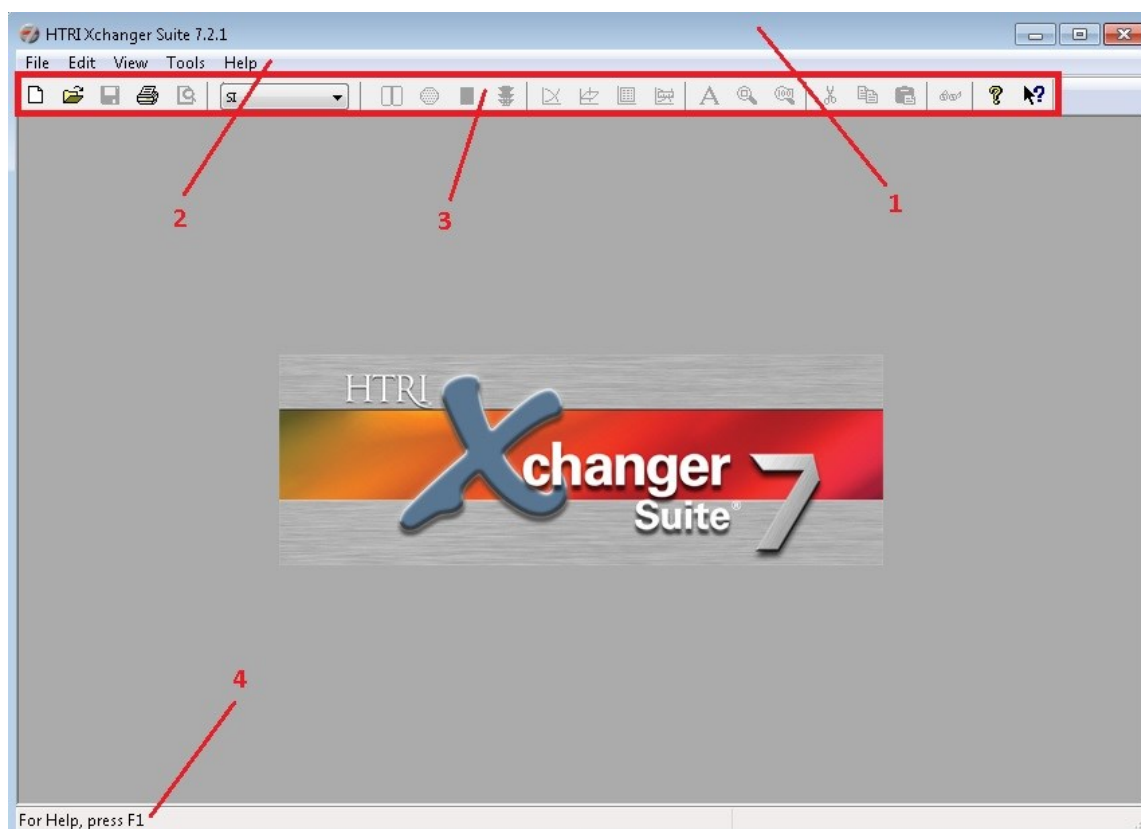 HTRI Xchanger Suite 7.2.1
File Edit View Tools Help
SI
1
2
3
HTRI
Xchanger 7
Suite®
4
For Help, press F1